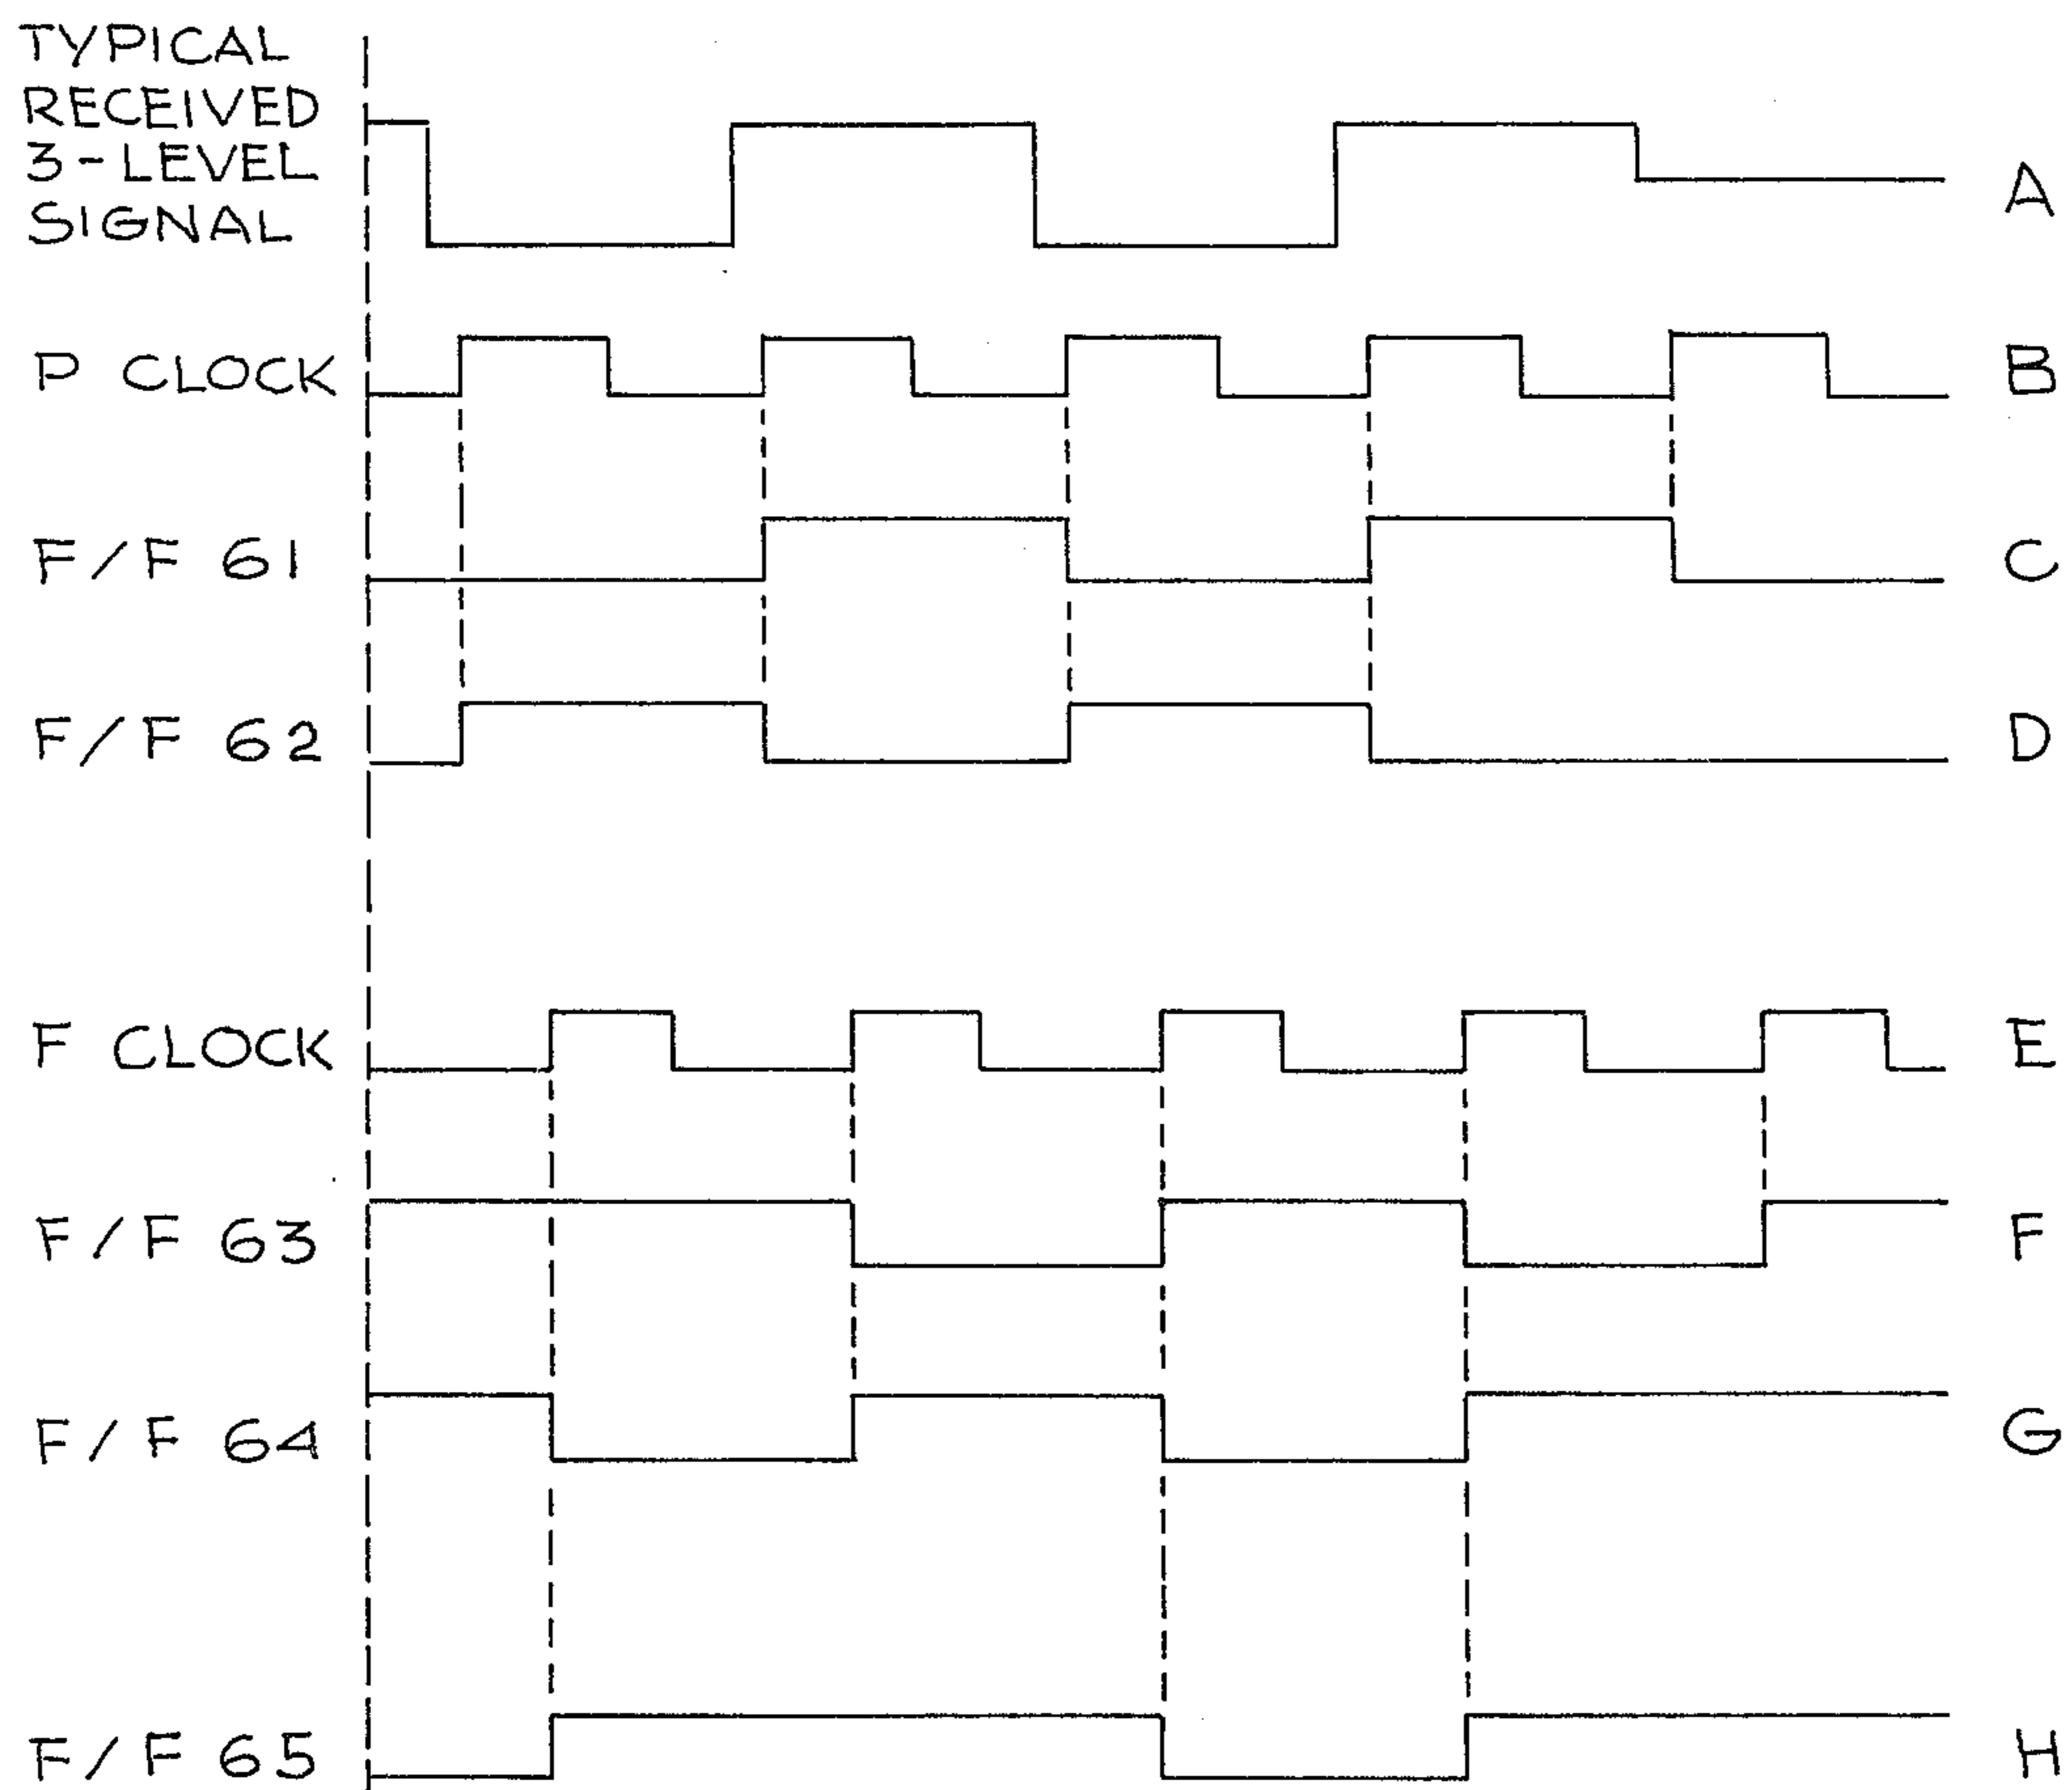 TYPICAL
RECEIVED
3-LEVEL
SIGNAL
A
P CLOCK
B
F/F 61
C
F/F 62
D
F CLOCK
E
F/F 63
F
F/F 64
G
F/F 65
H